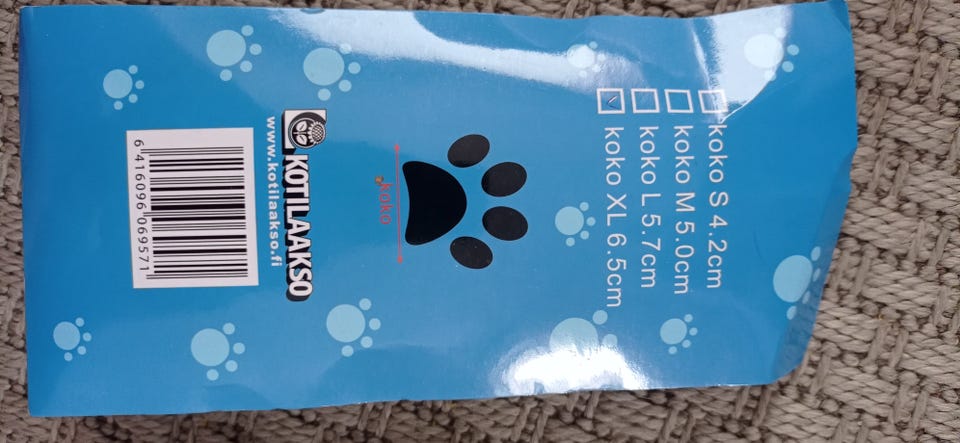 koko S 4.2cm
koko M 5.0cm
koko L 5.7cm
koko XL 6.5cm
koko
KOTILAAKSO
www.kotilaakso.fi
6 416096 069571